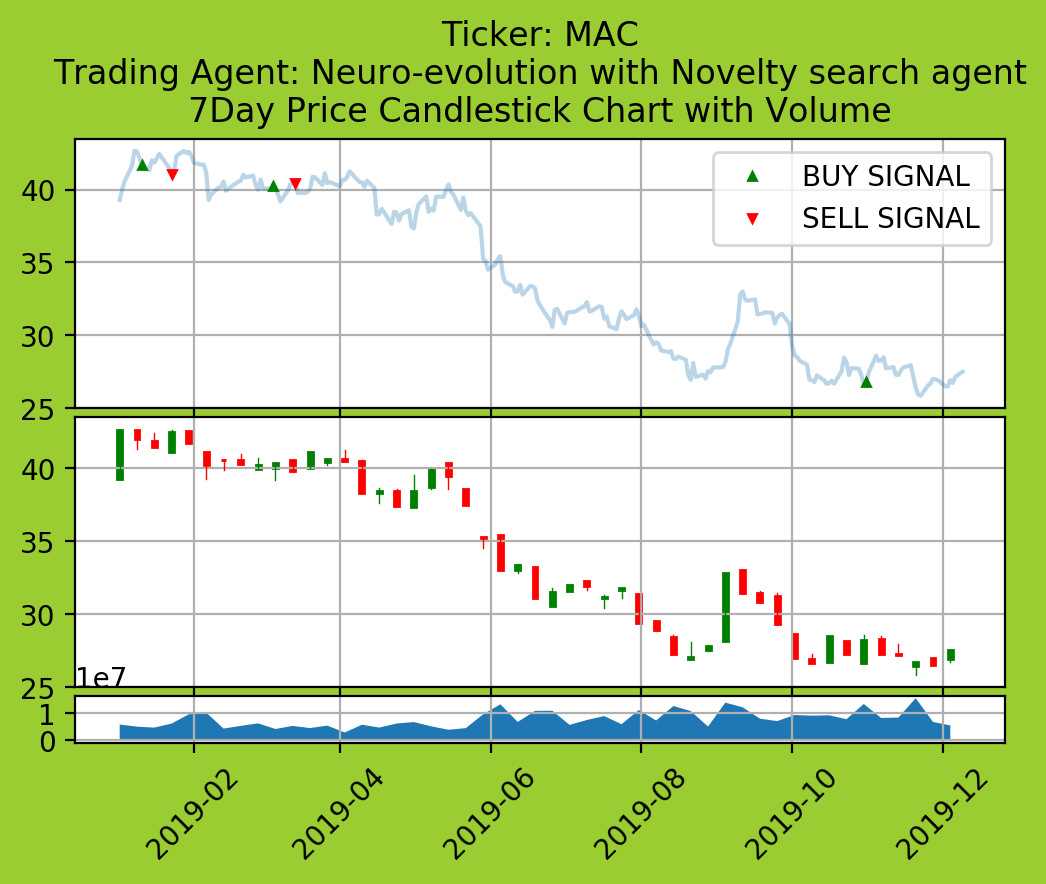 Ticker: MAC
Trading Agent: Neuro-evolution with Novelty search agent
7Day Price Candlestick Chart with Volume
BUY SIGNAL
SELL SIGNAL
40
35
30
25
40
35
30
25
1e7
1
0
2019-02
2019-04
2019-06
2019-08
2019-10
2019-12